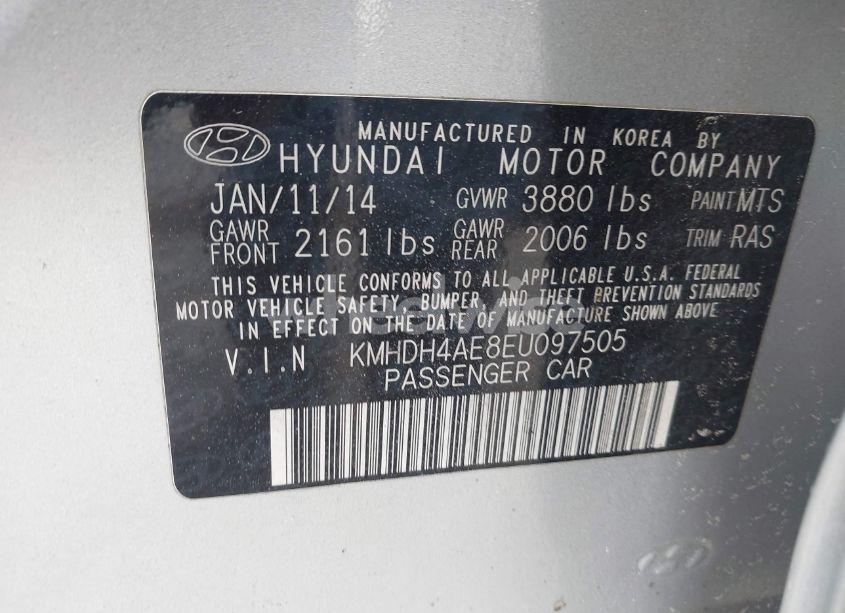 MANUFACTURED IN KOREA BY
HYUNDAI MOTOR COMPANY
JAN/11/14 GVWR 3880 lbs PAINT MTS
GAWR FRONT 2161 lbs GAWR REAR 2006 lbs TRIM RAS
THIS VEHICLE CONFORMS TO ALL APPLICABLE U.S.A. FEDERAL
MOTOR VEHICLE SAFETY, BUMPER, AND THEFT PREVENTION STANDARDS
IN EFFECT ON THE DATE OF MANUFACTURE SHOWN ABOVE
V.I.N KMHDH4AE8EU097505
PASSENGER CAR